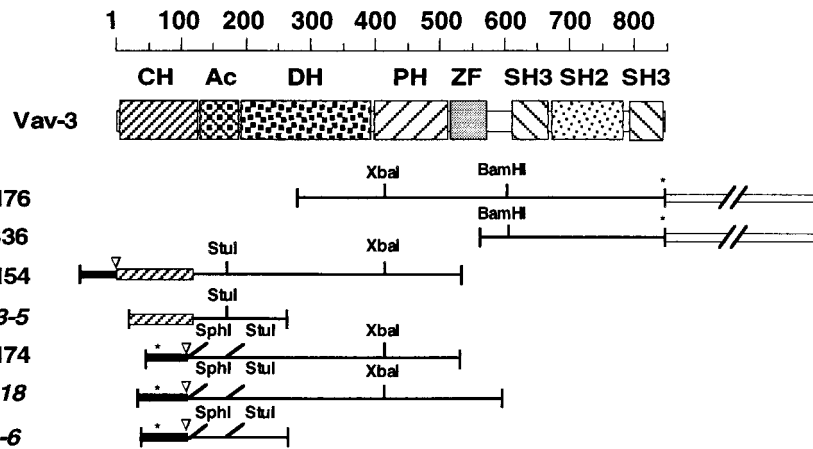 1 100 200 300 400 500 600 700 800
CH Ac DH PH ZF SH3 SH2 SH3
Vav-3
XbaI BamHI *
176
BamHI *
36
StuI XbaI
154
StuI
3-5
* SphI StuI XbaI
174
* SphI StuI XbaI
18
* SphI StuI
-6